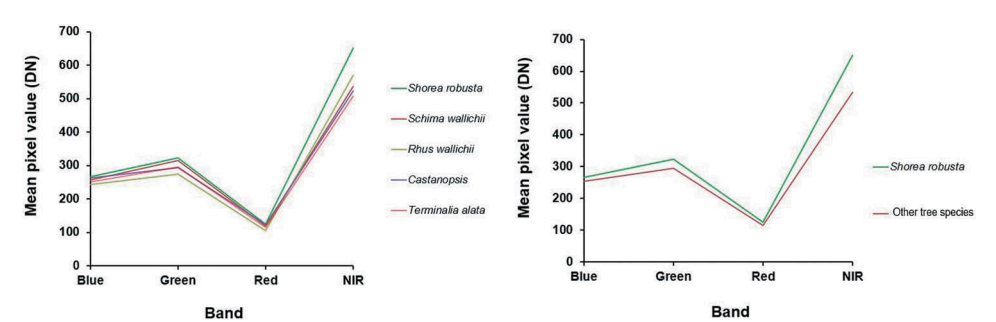 Mean pixel value (DN)
700
600
500
400
300
200
100
0
Blue
Green
Red
NIR
Band
Shorea robusta
Schima wallichii
Rhus wallichii
Castanopsis
Terminalia alata
Mean pixel value (DN)
700
600
500
400
300
200
100
0
Blue
Green
Red
NIR
Band
Shorea robusta
Other tree species